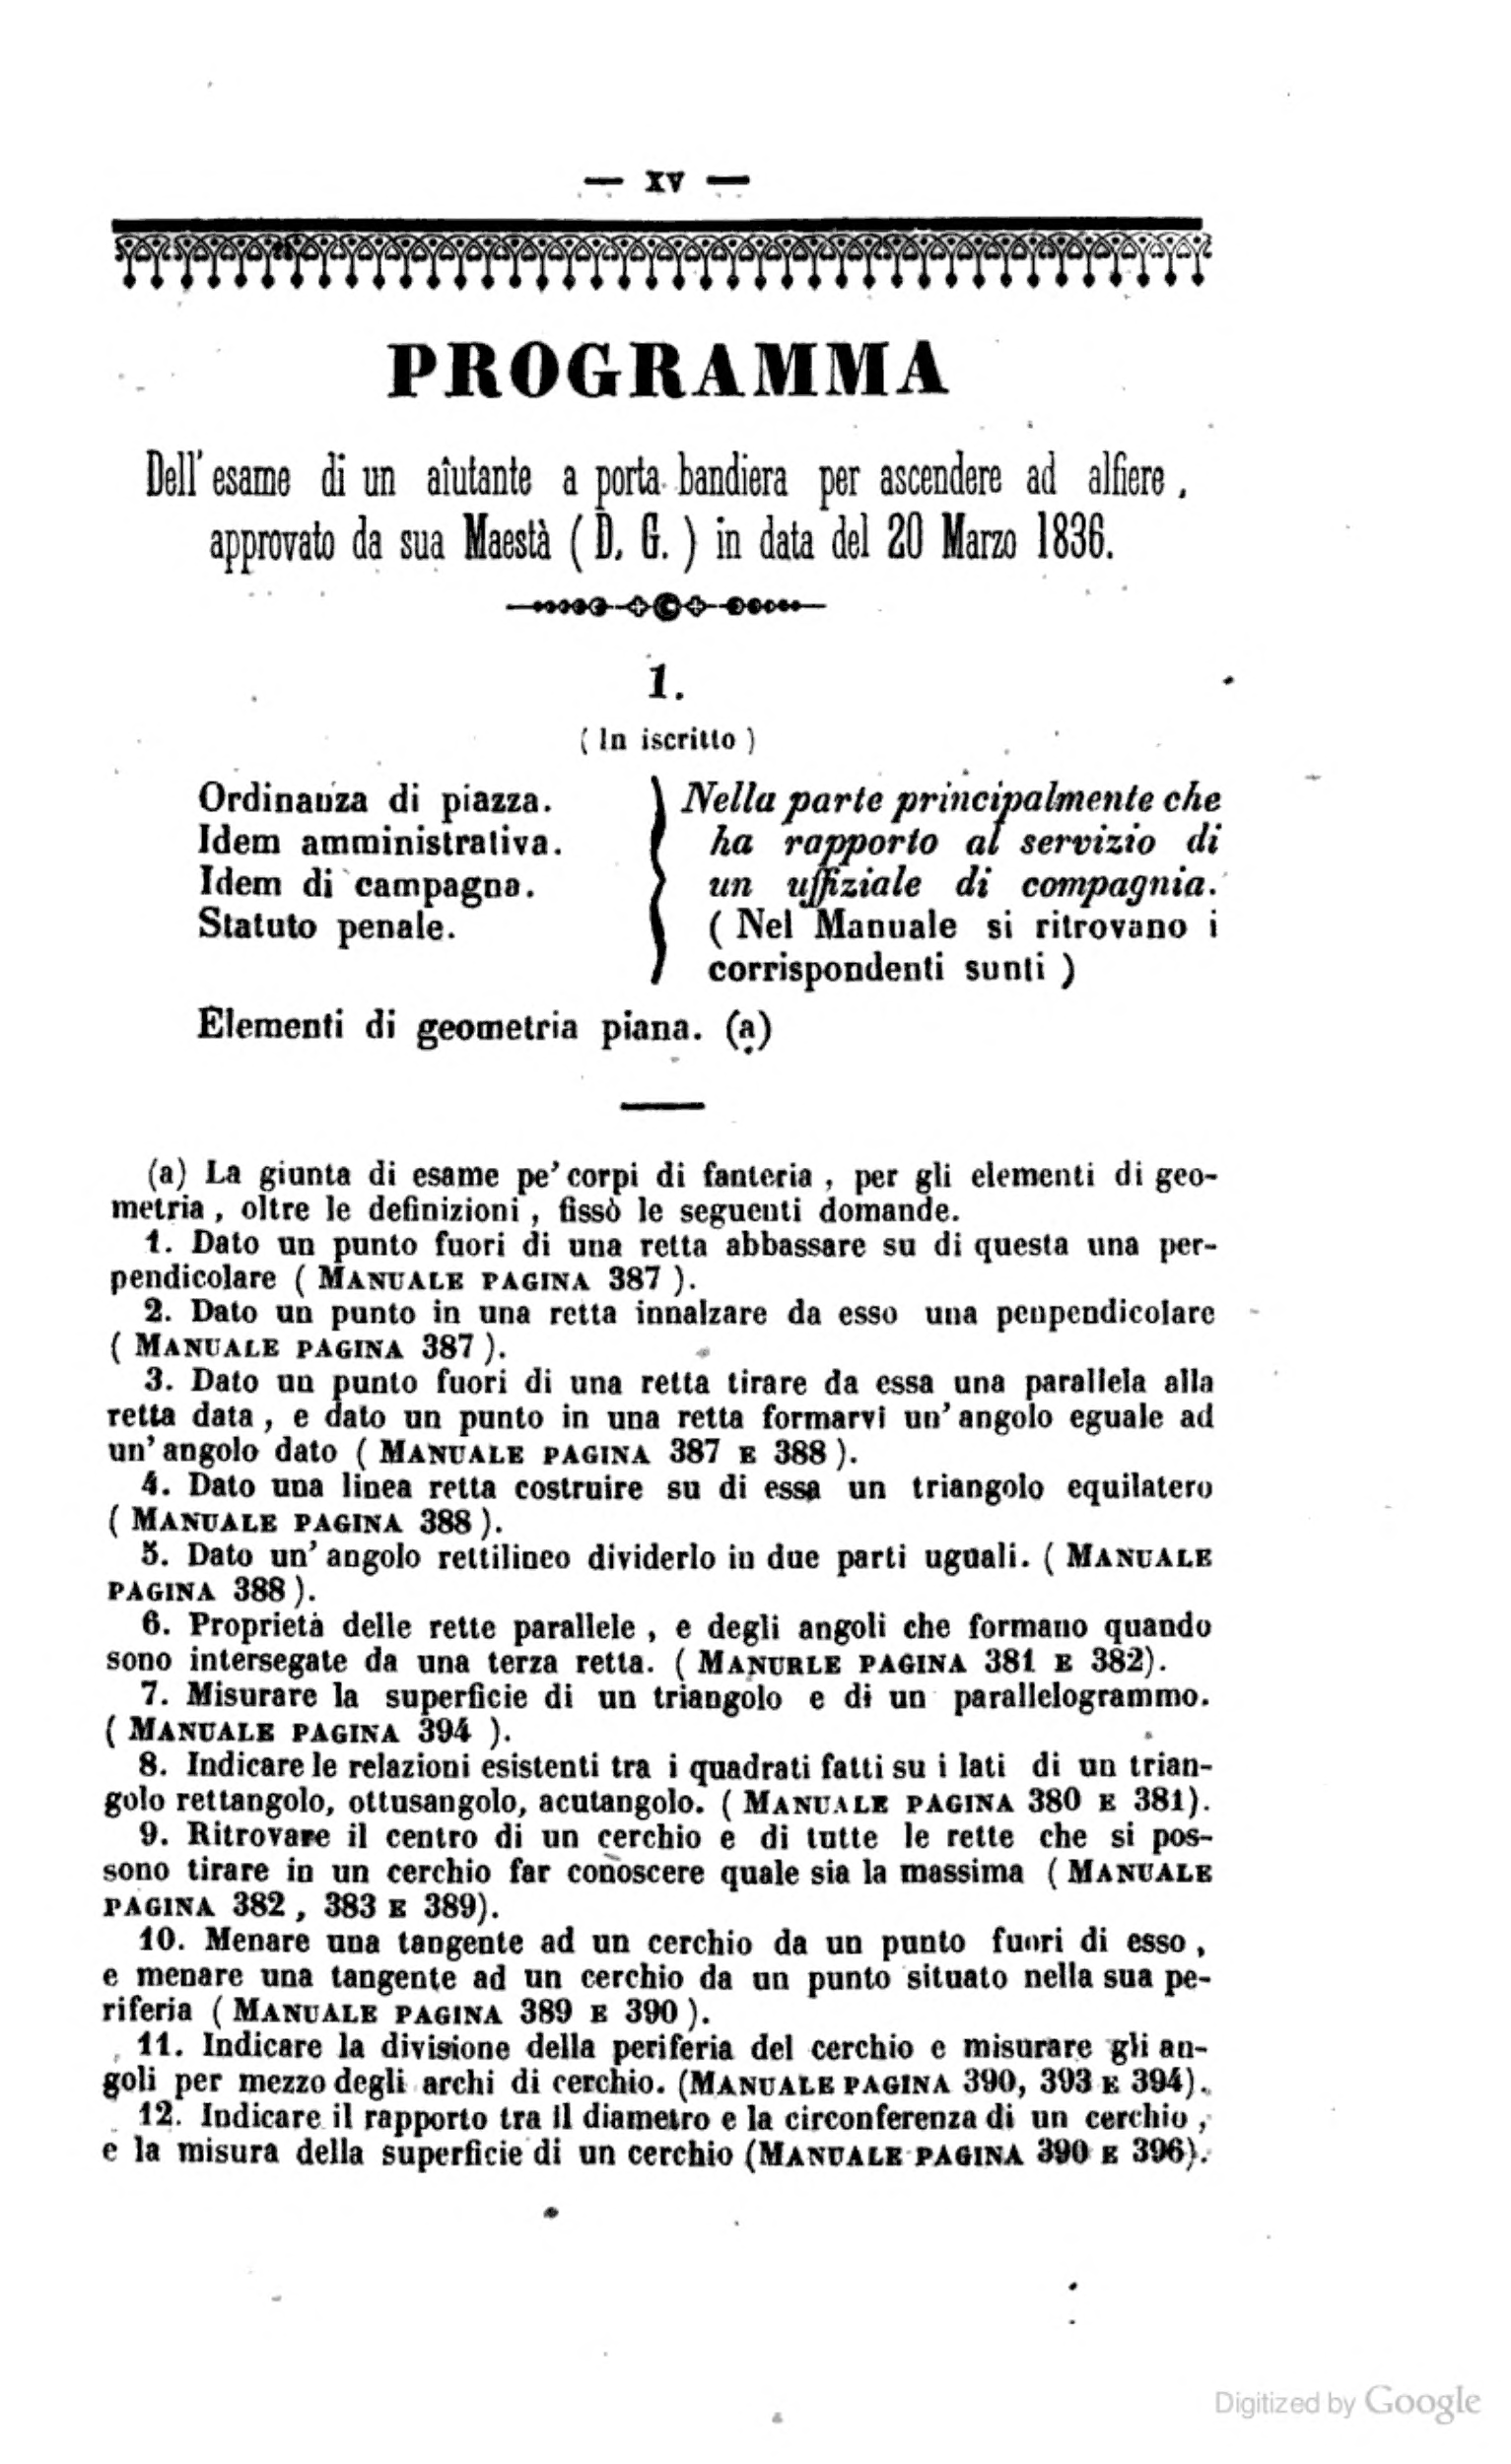 — XV —
PROGRAMMA
Dell' esame di un aiutante a porta bandiera per ascendere ad alfiere,
approvato da sua Maestà ( D. G. ) in data del 20 Marzo 1836.
1.
( In iscritto )
Ordinanza di piazza.
Idem amministrativa.
Idem di campagna.
Statuto penale.
Nella parte principalmente che
ha rapporto al servizio di
un uffiziale di compagnia.
( Nel Manuale si ritrovano i
corrispondenti sunti )
Elementi di geometria piana. (a)
(a) La giunta di esame pe' corpi di fanteria , per gli elementi di geo-
metria , oltre le definizioni , fissò le seguenti domande.
1. Dato un punto fuori di una retta abbassare su di questa una per-
pendicolare ( MANUALE PAGINA 387 ).
2. Dato un punto in una retta innalzare da esso una penpendicolare
( MANUALE PAGINA 387 ).
3. Dato un punto fuori di una retta tirare da essa una parallela alla
retta data , e dato un punto in una retta formarvi un' angolo eguale ad
un' angolo dato ( MANUALE PAGINA 387 E 388 ).
4. Dato una linea retta costruire su di essa un triangolo equilatero
( MANUALE PAGINA 388 ).
5. Dato un' angolo rettilineo dividerlo in due parti uguali. ( MANUALE
PAGINA 388 ).
6. Proprietà delle rette parallele , e degli angoli che formano quando
sono intersegate da una terza retta. ( MANURLE PAGINA 381 E 382).
7. Misurare la superficie di un triangolo e di un parallelogrammo.
( MANUALE PAGINA 394 ).
8. Indicare le relazioni esistenti tra i quadrati fatti su i lati di un trian-
golo rettangolo, ottusangolo, acutangolo. ( MANUALE PAGINA 380 E 381).
9. Ritrovare il centro di un cerchio e di tutte le rette che si pos-
sono tirare in un cerchio far conoscere quale sia la massima ( MANUALE
PAGINA 382 , 383 E 389).
10. Menare una tangente ad un cerchio da un punto fuori di esso ,
e menare una tangente ad un cerchio da un punto situato nella sua pe-
riferia ( MANUALE PAGINA 389 E 390 ).
11. Indicare la divisione della periferia del cerchio e misurare gli an-
goli per mezzo degli archi di cerchio. (MANUALE PAGINA 390, 393 E 394).
12. Indicare il rapporto tra il diametro e la circonferenza di un cerchio ,
e la misura della superficie di un cerchio (MANUALE PAGINA 390 E 396).
Digitized by Google